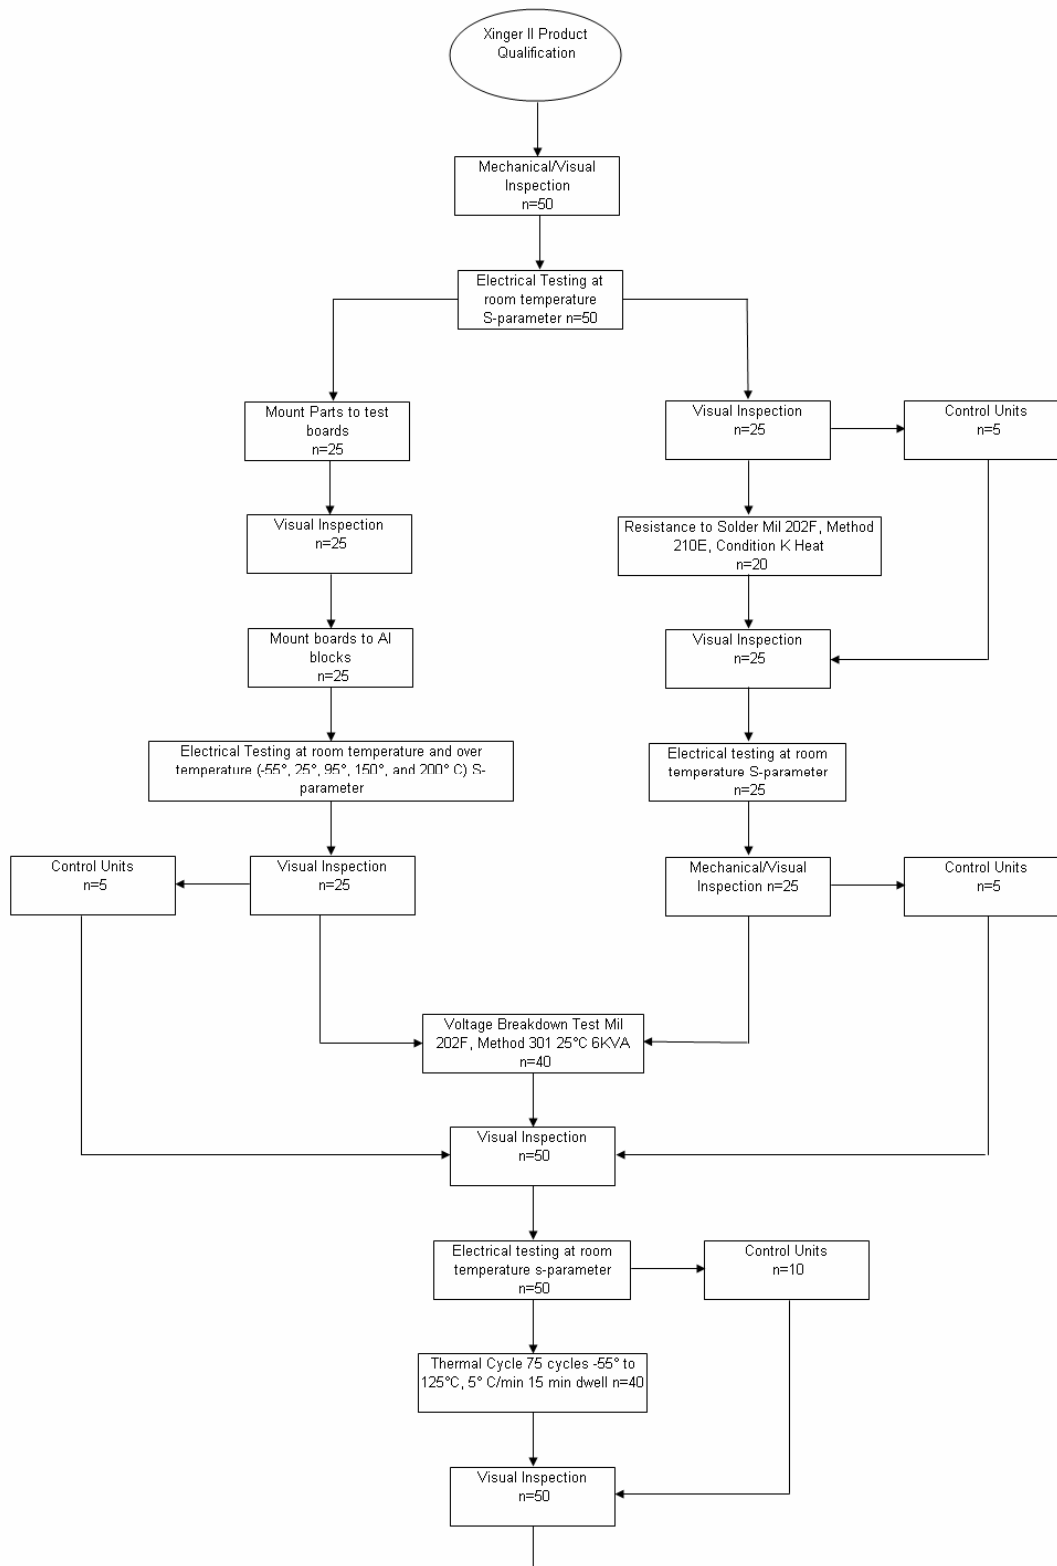 Xinger II Product
Qualification
Mechanical/Visual
Inspection
n=50
Electrical Testing at
room temperature
S-parameter n=50
Mount Parts to test
boards
n=25
Visual Inspection
n=25
Control Units
n=5
Visual Inspection
n=25
Resistance to Solder Mil 202F, Method
210E, Condition K Heat
n=20
Mount boards to Al
blocks
n=25
Visual Inspection
n=25
Electrical Testing at room temperature and over
temperature (-55°, 25°, 95°, 150°, and 200° C) S-
parameter
Electrical testing at room
temperature S-parameter
n=25
Control Units
n=5
Visual Inspection
n=25
Mechanical/Visual
Inspection n=25
Control Units
n=5
Voltage Breakdown Test Mil
202F, Method 301 25°C 6KVA
n=40
Visual Inspection
n=50
Electrical testing at room
temperature s-parameter
n=50
Control Units
n=10
Thermal Cycle 75 cycles -55° to
125°C, 5° C/min 15 min dwell n=40
Visual Inspection
n=50